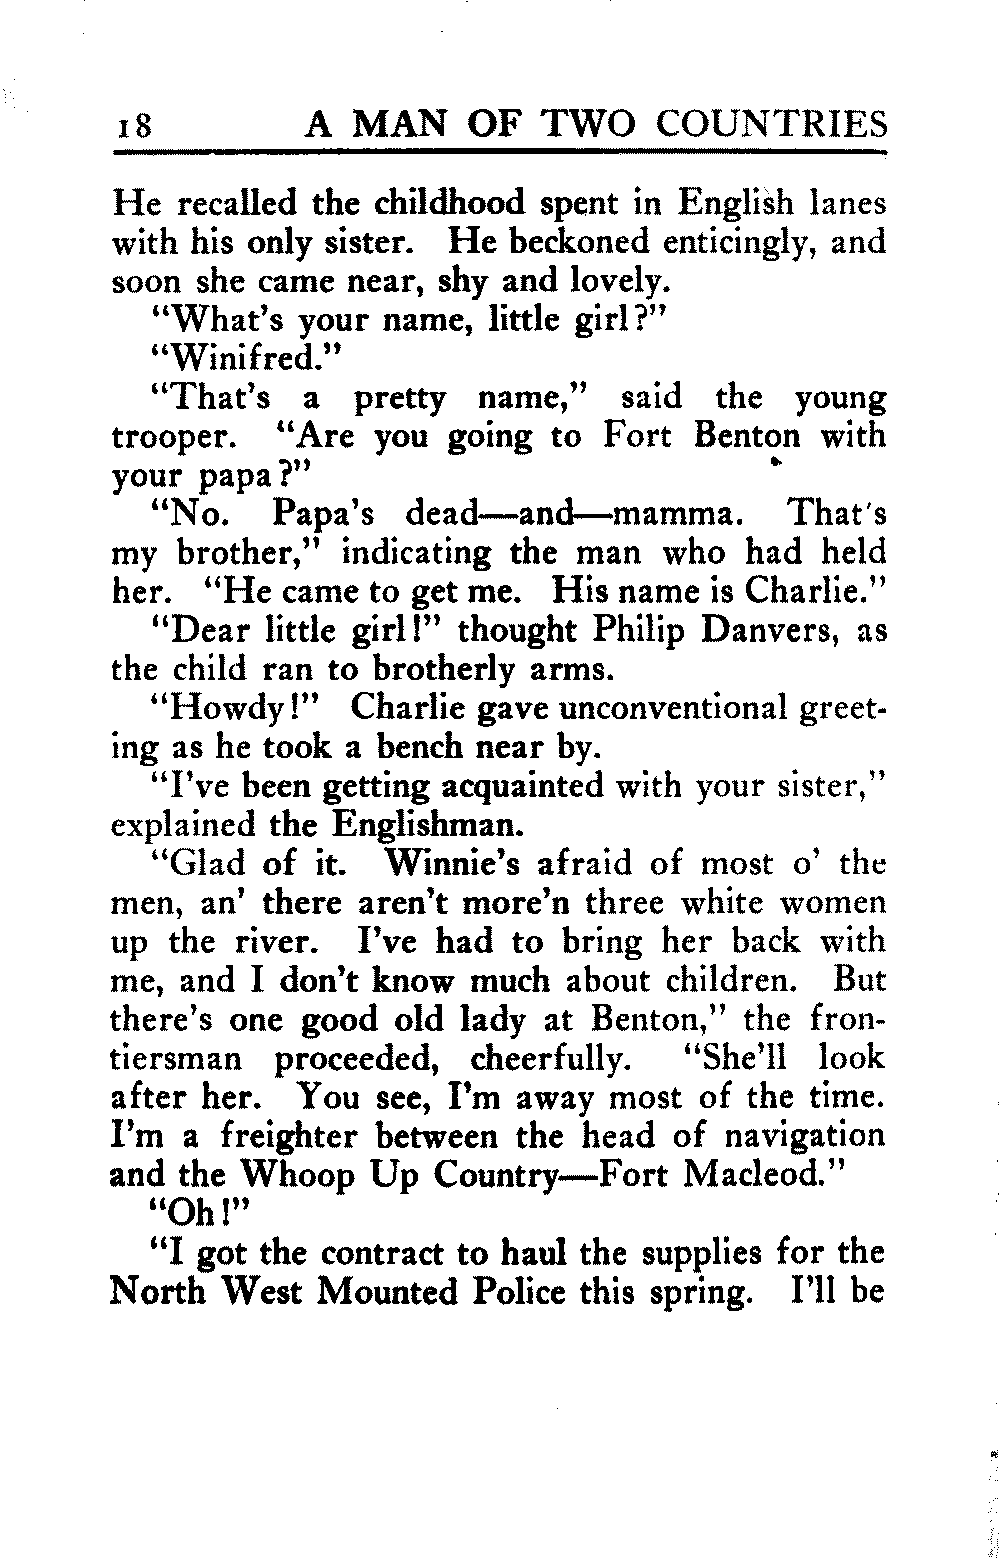 18 A MAN OF TWO COUNTRIES
He recalled the childhood spent in English lanes
with his only sister. He beckoned enticingly, and
soon she came near, shy and lovely.
“What's your name, little girl?”
“Winifred.”
“That's a pretty name,” said the young
trooper. “Are you going to Fort Benton with
your papa?”
“No. Papa's dead—and—mamma. That's
my brother,” indicating the man who had held
her. “He came to get me. His name is Charlie.”
“Dear little girl!” thought Philip Danvers, as
the child ran to brotherly arms.
“Howdy!” Charlie gave unconventional greet-
ing as he took a bench near by.
“I've been getting acquainted with your sister,”
explained the Englishman.
“Glad of it. Winnie's afraid of most o' the
men, an' there aren't more'n three white women
up the river. I've had to bring her back with
me, and I don't know much about children. But
there's one good old lady at Benton,” the fron-
tiersman proceeded, cheerfully. “She'll look
after her. You see, I'm away most of the time.
I'm a freighter between the head of navigation
and the Whoop Up Country—Fort Macleod.”
“Oh!”
“I got the contract to haul the supplies for the
North West Mounted Police this spring. I'll be